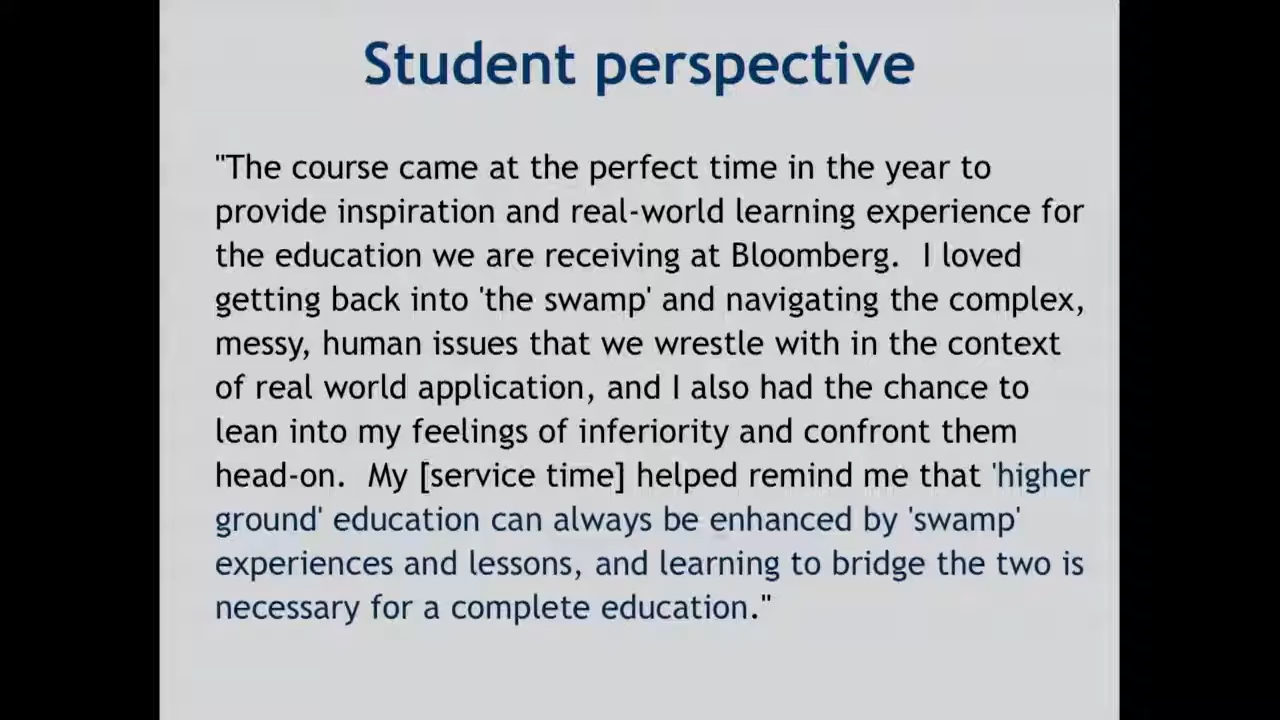 Student perspective
"The course came at the perfect time in the year to
provide inspiration and real-world learning experience for
the education we are receiving at Bloomberg.  I loved
getting back into 'the swamp' and navigating the complex,
messy, human issues that we wrestle with in the context
of real world application, and I also had the chance to
lean into my feelings of inferiority and confront them
head-on.  My [service time] helped remind me that 'higher
ground' education can always be enhanced by 'swamp'
experiences and lessons, and learning to bridge the two is
necessary for a complete education."